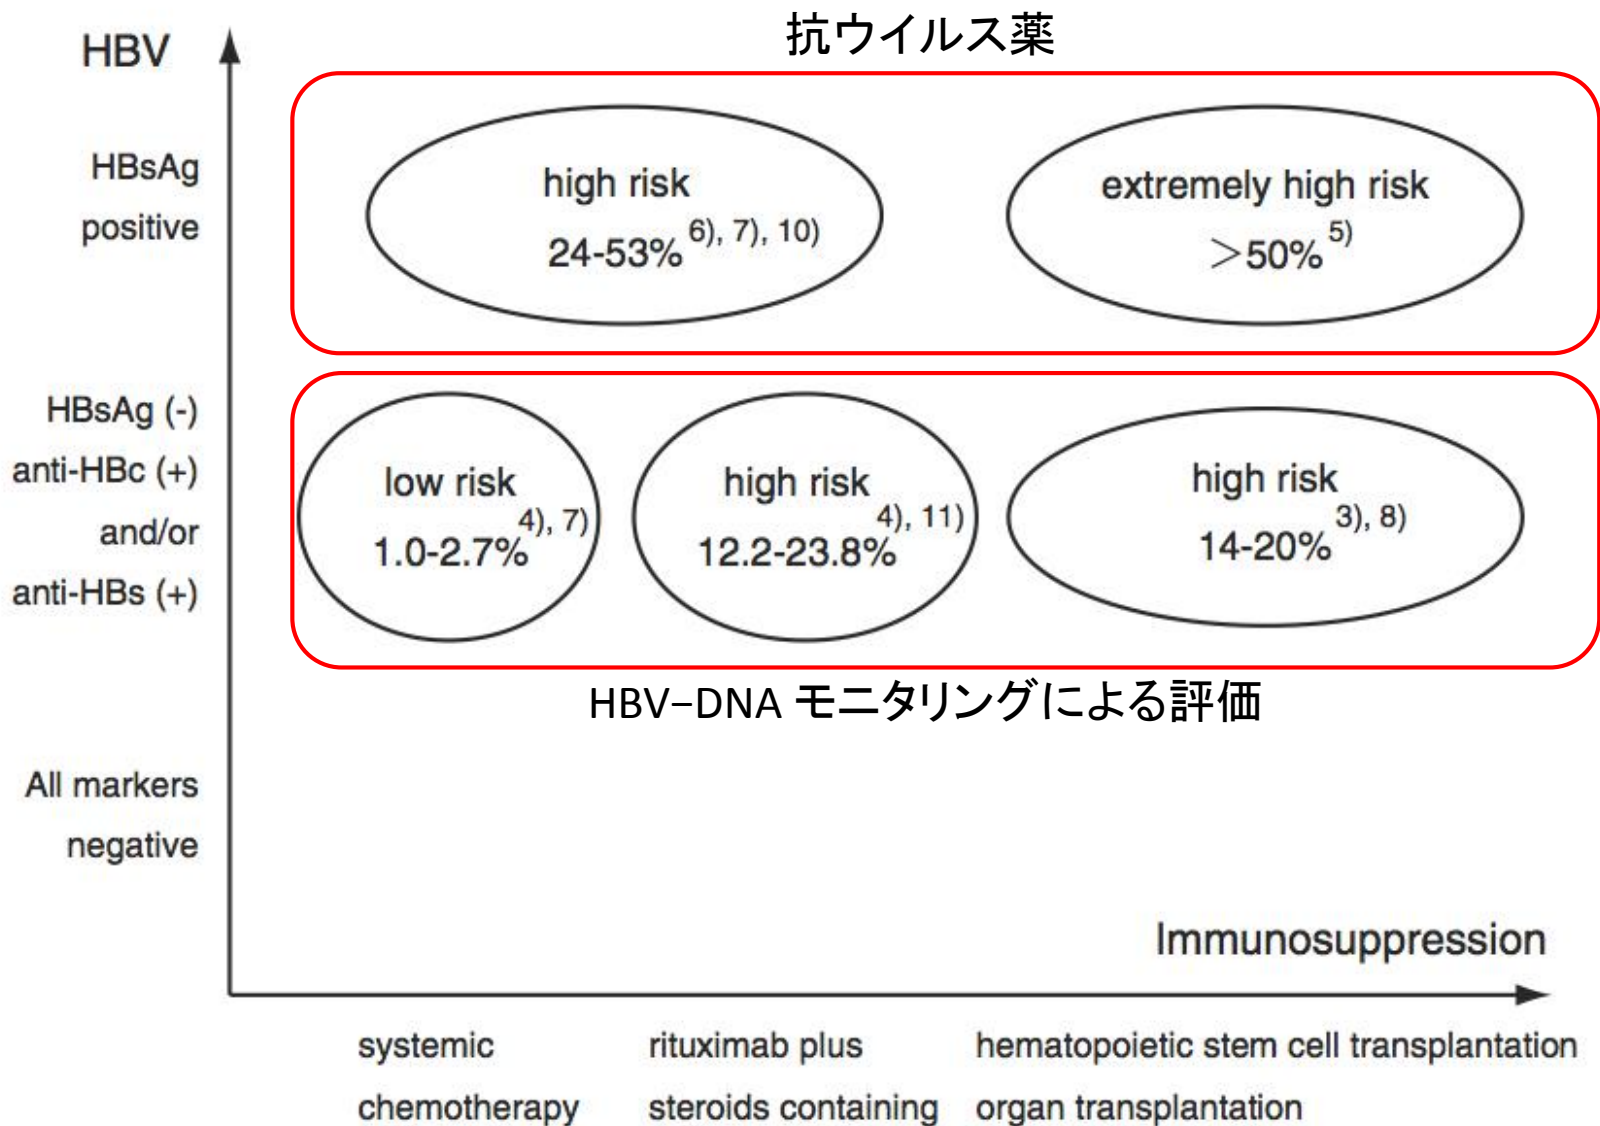 抗ウイルス薬
HBV
HBsAg
positive
high risk
24-53% 6), 7), 10)
extremely high risk
>50% 5)
HBsAg (-)
anti-HBc (+)
and/or
anti-HBs (+)
low risk
1.0-2.7% 4), 7)
high risk
12.2-23.8% 4), 11)
high risk
14-20% 3), 8)
HBV-DNA モニタリングによる評価
All markers
negative
Immunosuppression
systemic
chemotherapy
rituximab plus
steroids containing
hematopoietic stem cell transplantation
organ transplantation